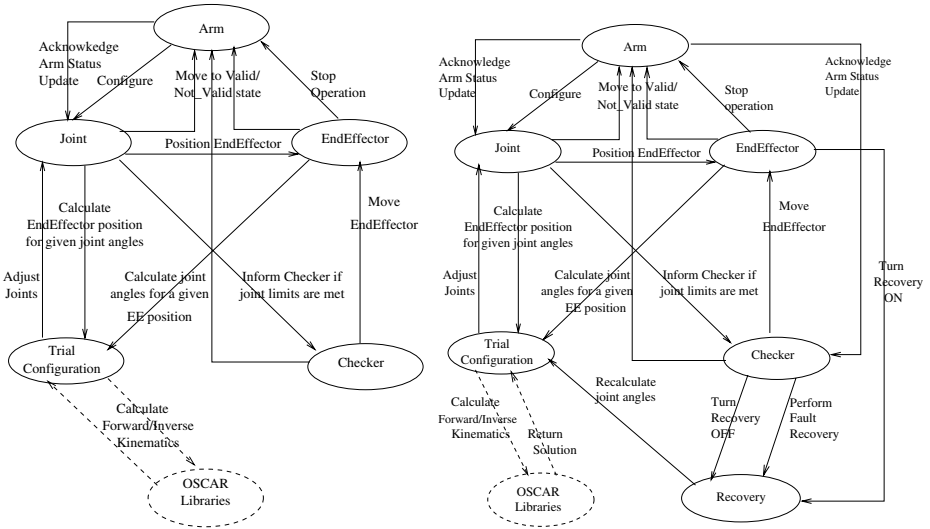 Arm
Acknowkedge
Arm Status
Update
Configure
Move to Valid/
Not_Valid state
Stop
Operation
Joint
EndEffector
Position EndEffector
Calculate
EndEffector position
for given joint angles
Move
EndEffector
Adjust
Joints
Calculate joint
angles for a given
EE position
Inform Checker if
joint limits are met
Trial
Configuration
Checker
Calculate
Forward/Inverse
Kinematics
OSCAR
Libraries
Arm
Acknowledge
Arm Status
Update
Configure
Move to Valid/
Not_Valid state
Stop
operation
Acknowledge
Arm Status
Update
Joint
EndEffector
Position EndEffector
Calculate
EndEffector position
for given joint angles
Move
EndEffector
Adjust
Joints
Calculate joint
angles for a given
EE position
Inform Checker if
joint limits are met
Turn
Recovery
ON
Trial
Configuration
Checker
Recalculate
joint angles
Calculate
Forward/Inverse
Kinematics
Return
Solution
Turn
Recovery
OFF
Perform
Fault
Recovery
OSCAR
Libraries
Recovery